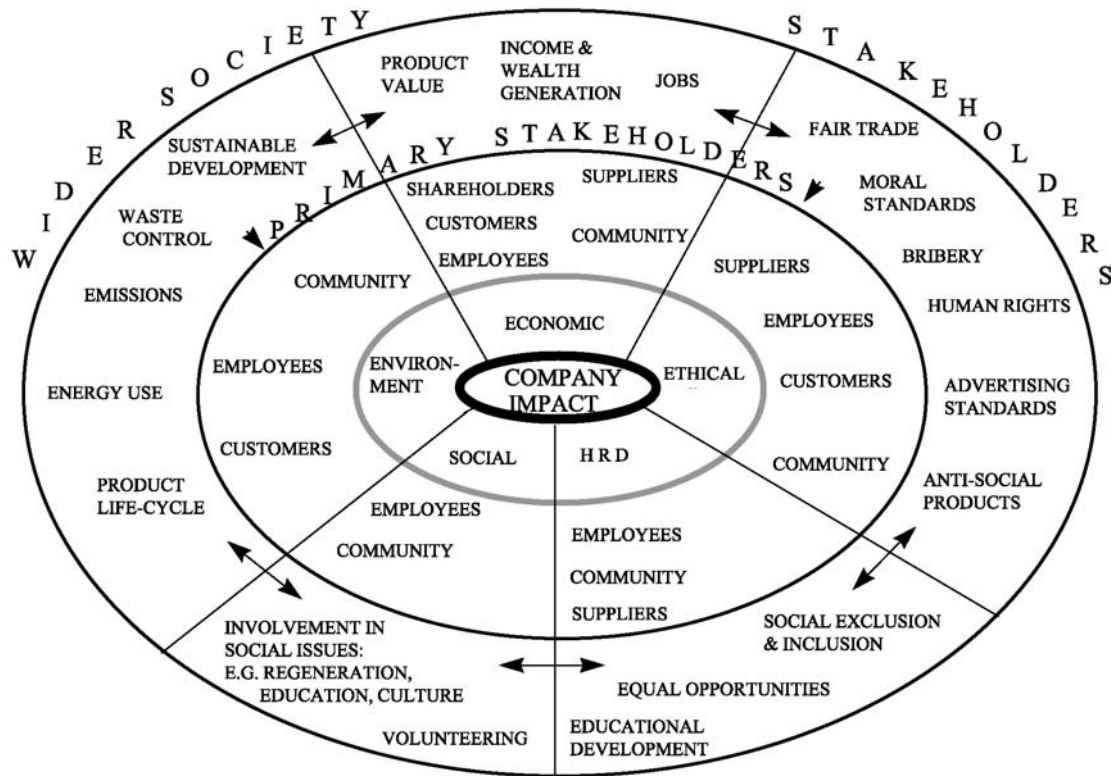 WIDER SOCIETY
STAKEHOLDERS
PRIMARY STAKEHOLDERS
PRODUCT
VALUE
INCOME &
WEALTH
GENERATION
JOBS
SUSTAINABLE
DEVELOPMENT
WASTE
CONTROL
EMISSIONS
ENERGY USE
PRODUCT
LIFE-CYCLE
FAIR TRADE
MORAL
STANDARDS
BRIBERY
HUMAN RIGHTS
ADVERTISING
STANDARDS
ANTI-SOCIAL
PRODUCTS
SHAREHOLDERS
SUPPLIERS
CUSTOMERS
COMMUNITY
EMPLOYEES
COMMUNITY
EMPLOYEES
CUSTOMERS
SUPPLIERS
EMPLOYEES
CUSTOMERS
COMMUNITY
ECONOMIC
ENVIRON-
MENT
COMPANY
IMPACT
ETHICAL
SOCIAL
H R D
EMPLOYEES
COMMUNITY
EMPLOYEES
COMMUNITY
SUPPLIERS
INVOLVEMENT IN
SOCIAL ISSUES:
E.G. REGENERATION,
EDUCATION, CULTURE
VOLUNTEERING
SOCIAL EXCLUSION
& INCLUSION
EQUAL OPPORTUNITIES
EDUCATIONAL
DEVELOPMENT